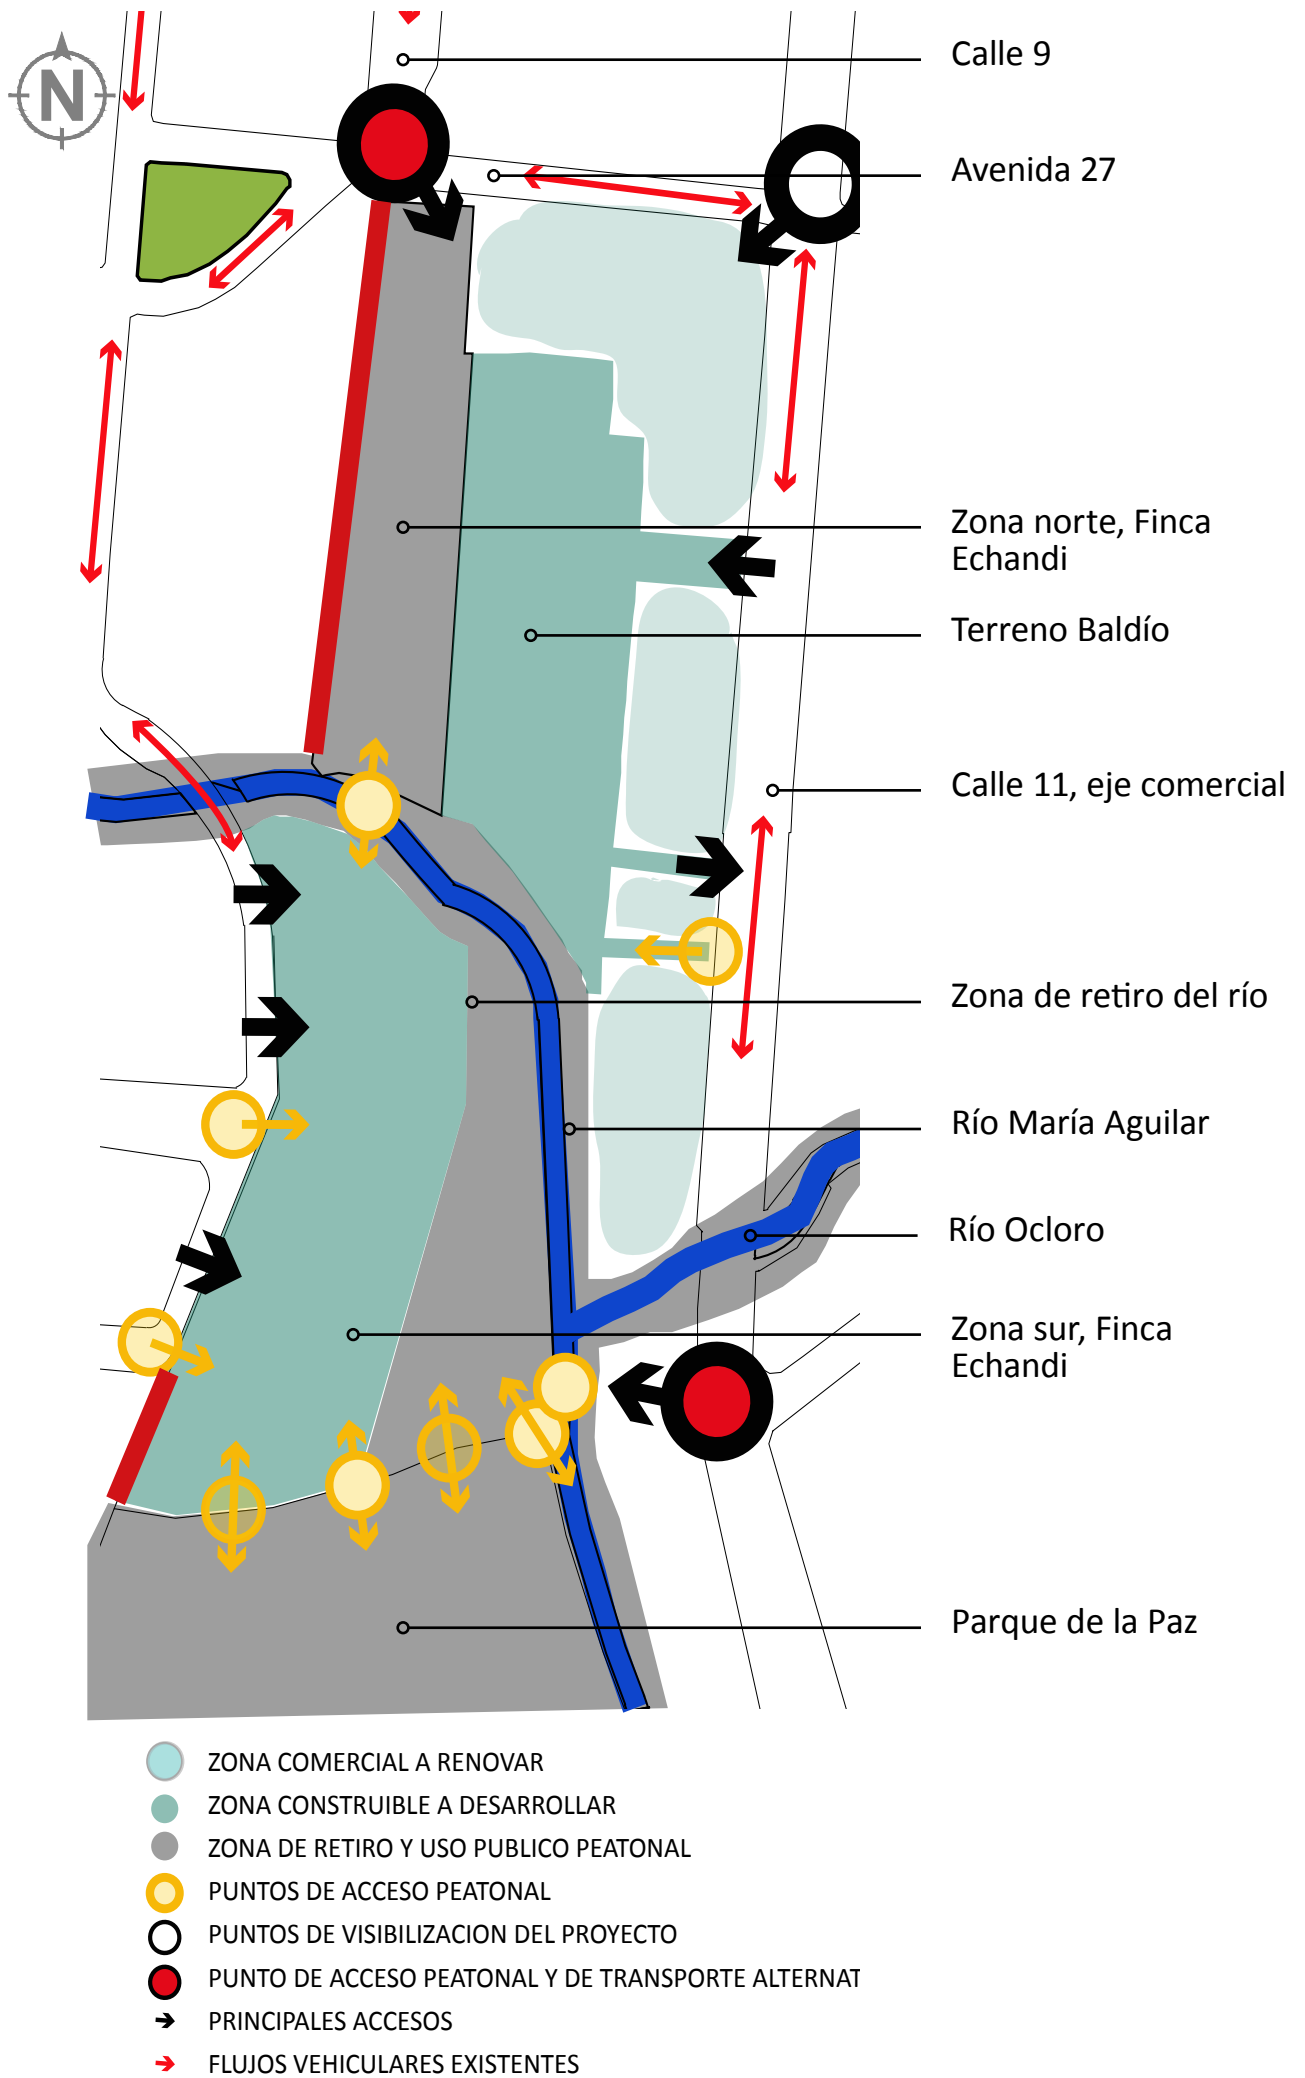 N
Calle 9
Avenida 27
Zona norte, Finca
Echandi
Terreno Baldío
Calle 11, eje comercial
Zona de retiro del río
Río María Aguilar
Río Ocloro
Zona sur, Finca
Echandi
Parque de la Paz
ZONA COMERCIAL A RENOVAR
ZONA CONSTRUIBLE A DESARROLLAR
ZONA DE RETIRO Y USO PUBLICO PEATONAL
PUNTOS DE ACCESO PEATONAL
PUNTOS DE VISIBILIZACION DEL PROYECTO
PUNTO DE ACCESO PEATONAL Y DE TRANSPORTE ALTERNAT
PRINCIPALES ACCESOS
FLUJOS VEHICULARES EXISTENTES